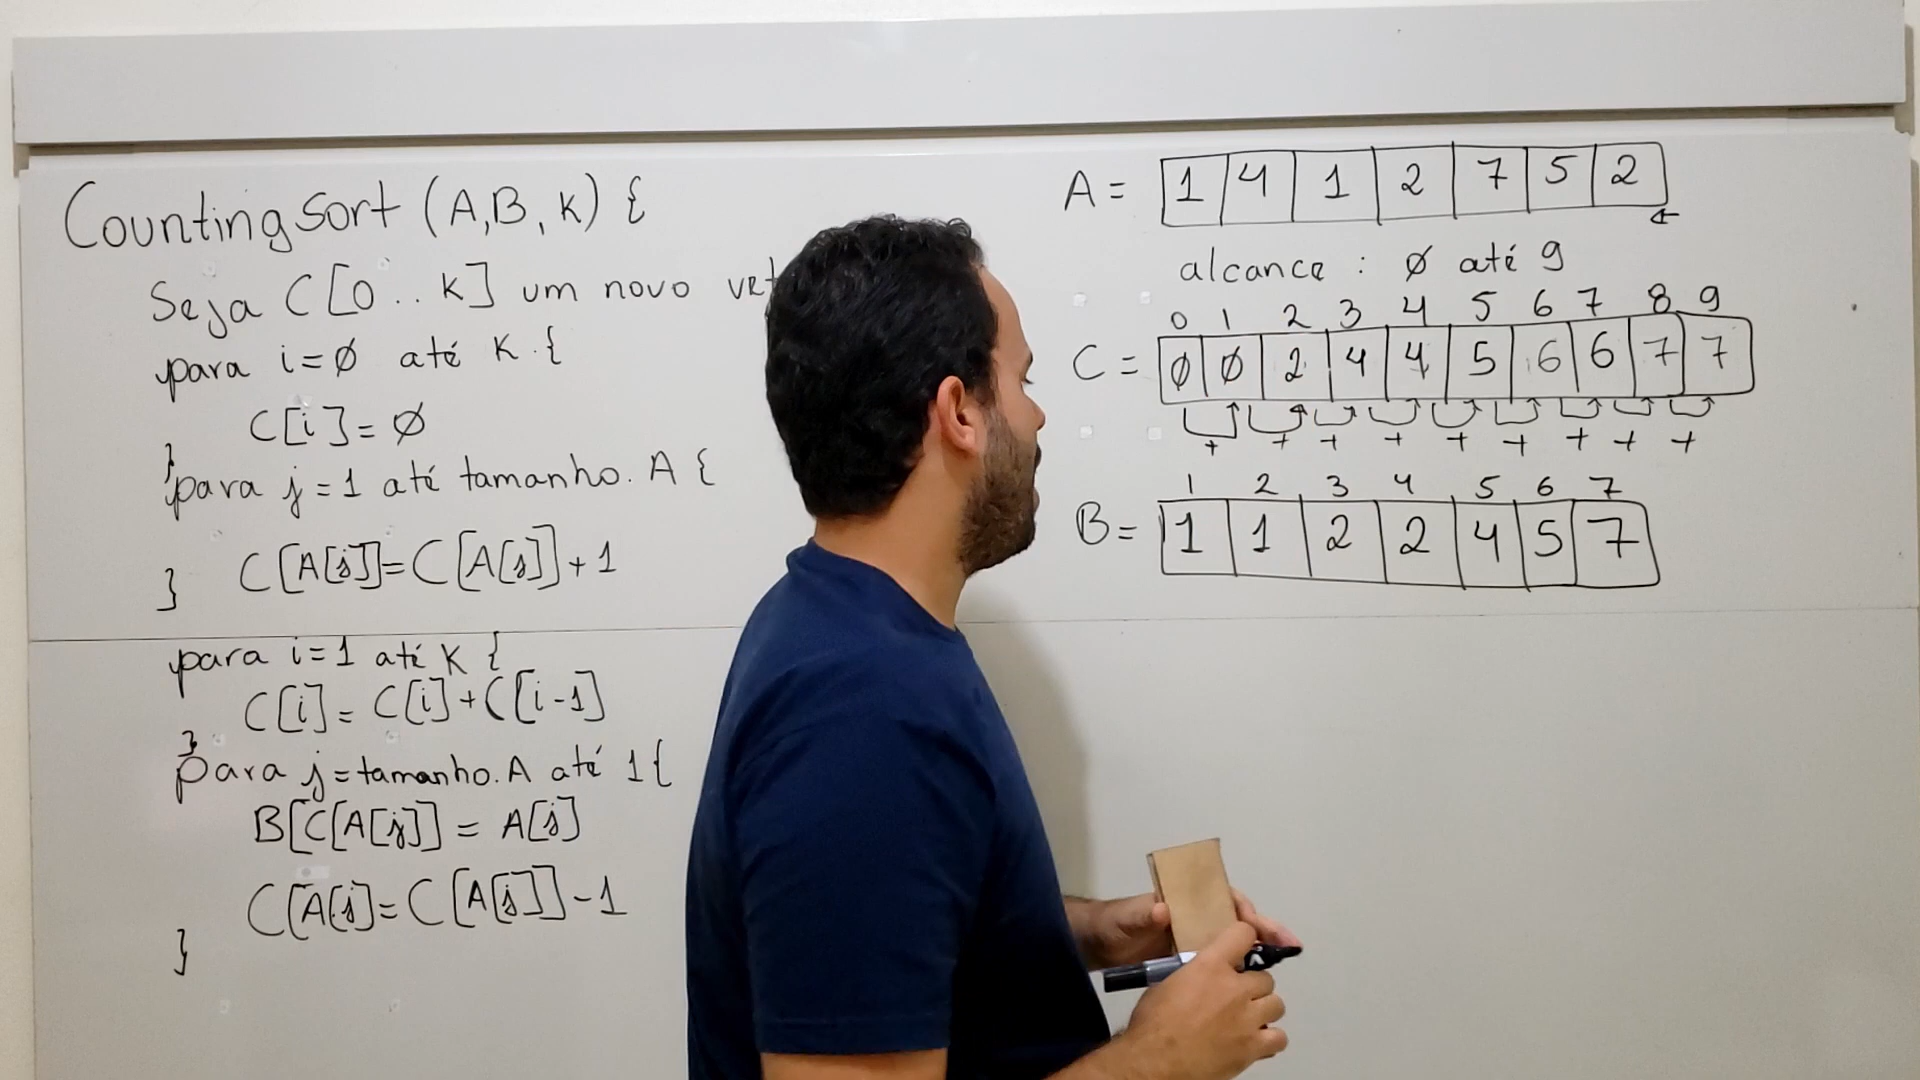 CountingSort (A,B, K) {
Seja C[0..K] um novo
para i=Ø até K {
C[i]=Ø
}
para j=1 até tamanho.A {
C[A[j]]=C[A[j]]+1
}
para i=1 até K {
C[i]=C[i]+C[i-1]
}
para j=tamanho.A até 1{
B[C[A[j]] = A[j]
C[A[j]=C[A[j]]-1
}
A= 1 4 1 2 7 5 2
←
alcance : Ø até 9
0 1 2 3 4 5 6 7 8 9
C= Ø Ø 2 4 4 5 6 6 7 7
+ + + + + + + + +
1 2 3 4 5 6 7
B= 1 1 2 2 4 5 7